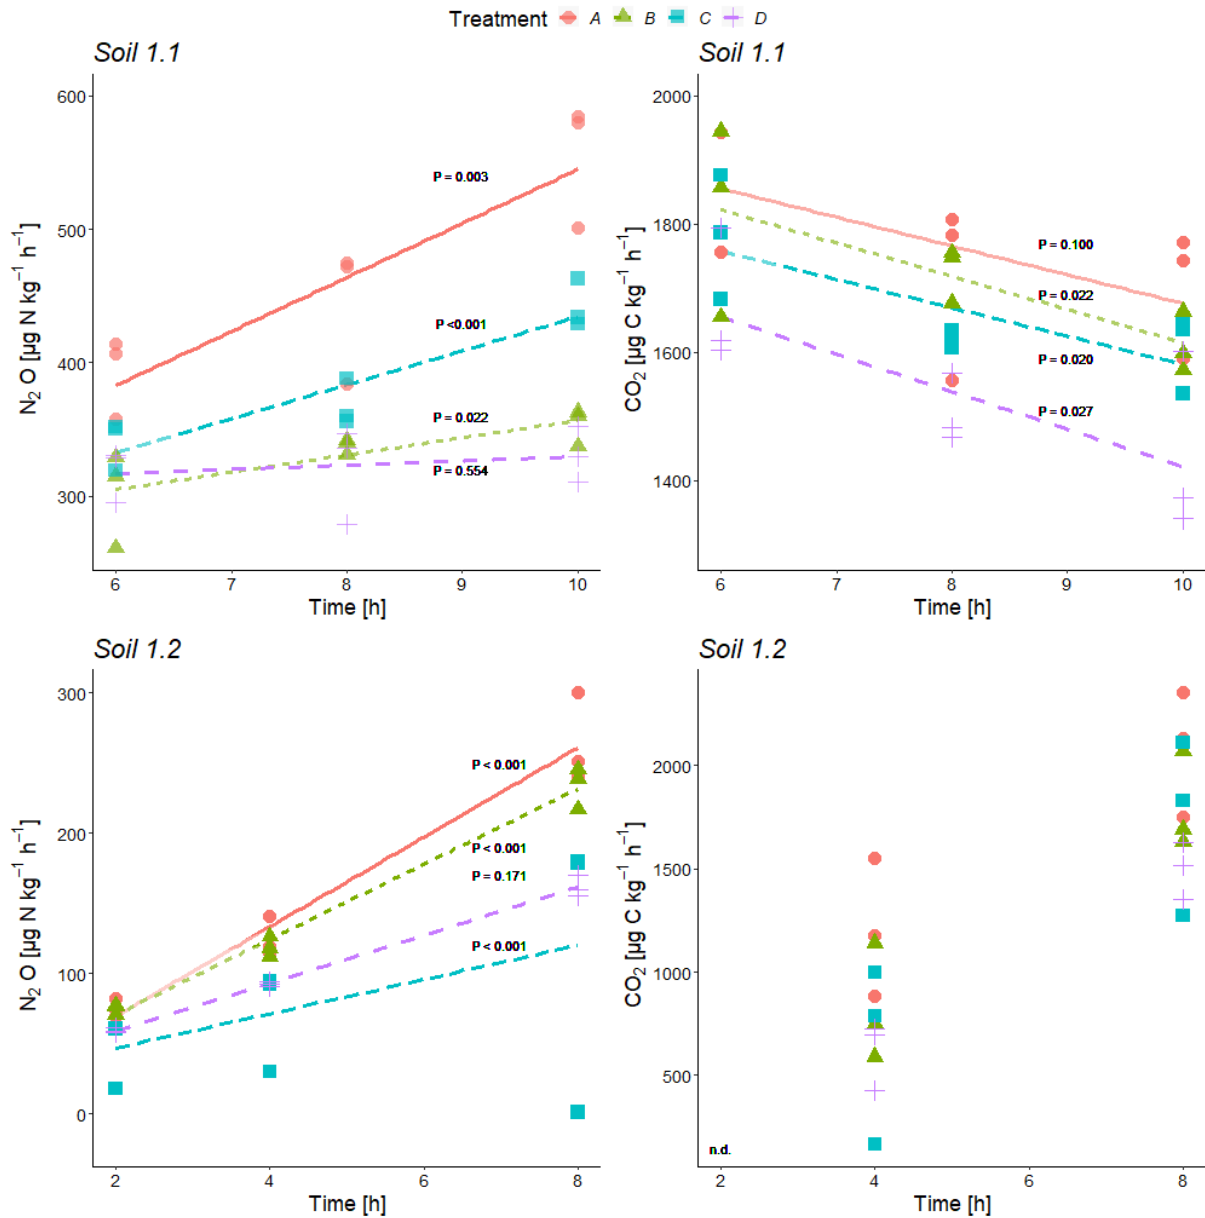 Treatment A B C D
Soil 1.1
600
500
400
300
N₂ O [µg N kg⁻¹ h⁻¹]
P = 0.003
P <0.001
P = 0.022
P = 0.554
6 7 8 9 10
Time [h]
Soil 1.1
2000
1800
1600
1400
CO₂ [µg C kg⁻¹ h⁻¹]
P = 0.100
P = 0.022
P = 0.020
P = 0.027
6 7 8 9 10
Time [h]
Soil 1.2
300
200
100
0
N₂ O [µg N kg⁻¹ h⁻¹]
P < 0.001
P < 0.001
P = 0.171
P < 0.001
2 4 6 8
Time [h]
Soil 1.2
2000
1500
1000
500
CO₂ [µg C kg⁻¹ h⁻¹]
n.d.
2 4 6 8
Time [h]